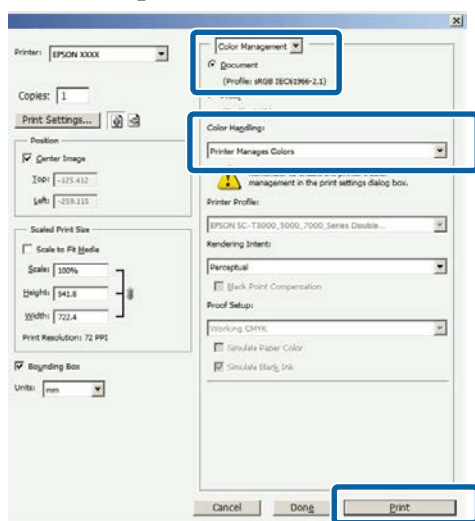 Printer: EPSON XXXX
Copies: 1
Print Settings...
Position
Center Image
Top: -125.412
Left: -259.115
Scaled Print Size
Scale to Fit Media
Scale: 100%
Height: 541.8
Width: 722.4
Print Resolution: 72 PPI
Bounding Box
Units: mm
Color Management
Document
(Profile: sRGB IEC61966-2.1)
Color Handling:
Printer Manages Colors
management in the print settings dialog box.
Printer Profile:
EPSON SC-T3000_5000_7000_Series Double...
Rendering Intent:
Perceptual
Black Point Compensation
Proof Setup:
Working CMYK
Simulate Paper Color
Simulate Black Ink
Cancel
Done
Print